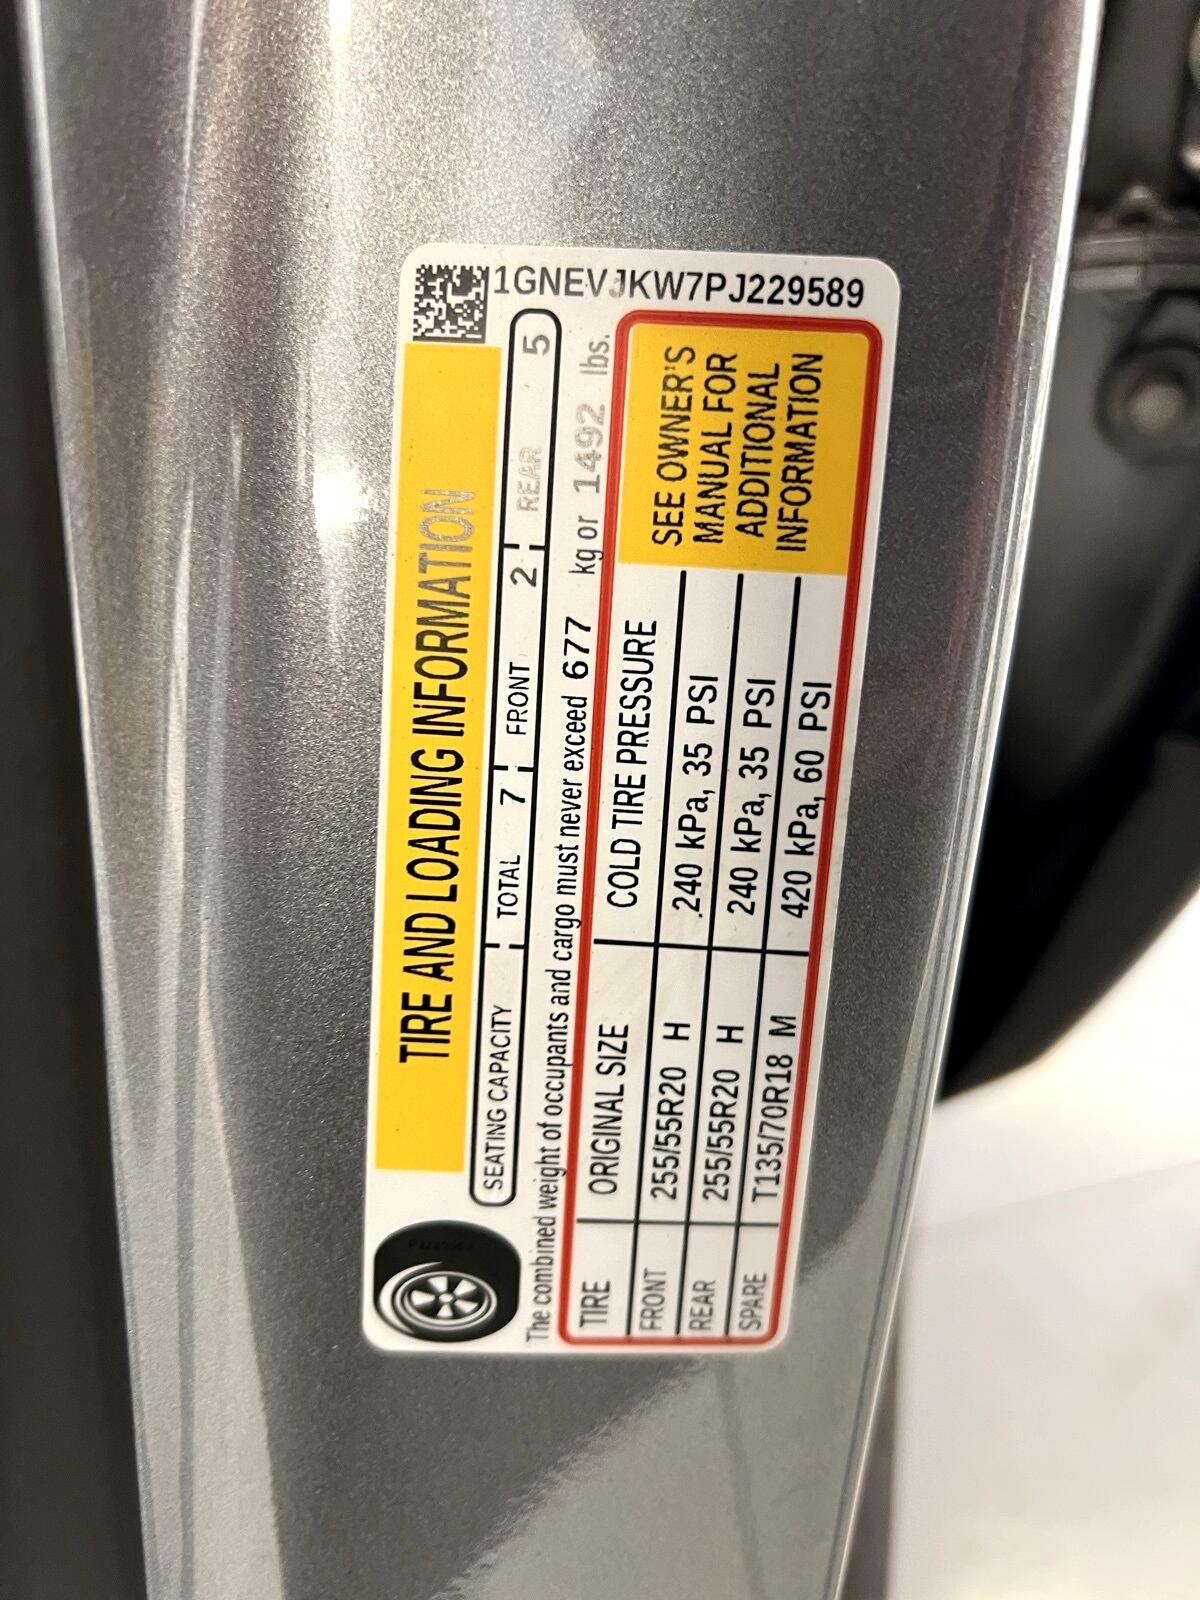 1GNEVJKW7PJ229589
TIRE AND LOADING INFORMATION
SEATING CAPACITY TOTAL 7 FRONT 2 REAR 5
The combined weight of occupants and cargo must never exceed 677 kg or 1492 lbs.
TIRE ORIGINAL SIZE COLD TIRE PRESSURE
FRONT 255/55R20 H 240 kPa, 35 PSI
REAR 255/55R20 H 240 kPa, 35 PSI
SPARE T135/70R18 M 420 kPa, 60 PSI
SEE OWNER'S
MANUAL FOR
ADDITIONAL
INFORMATION